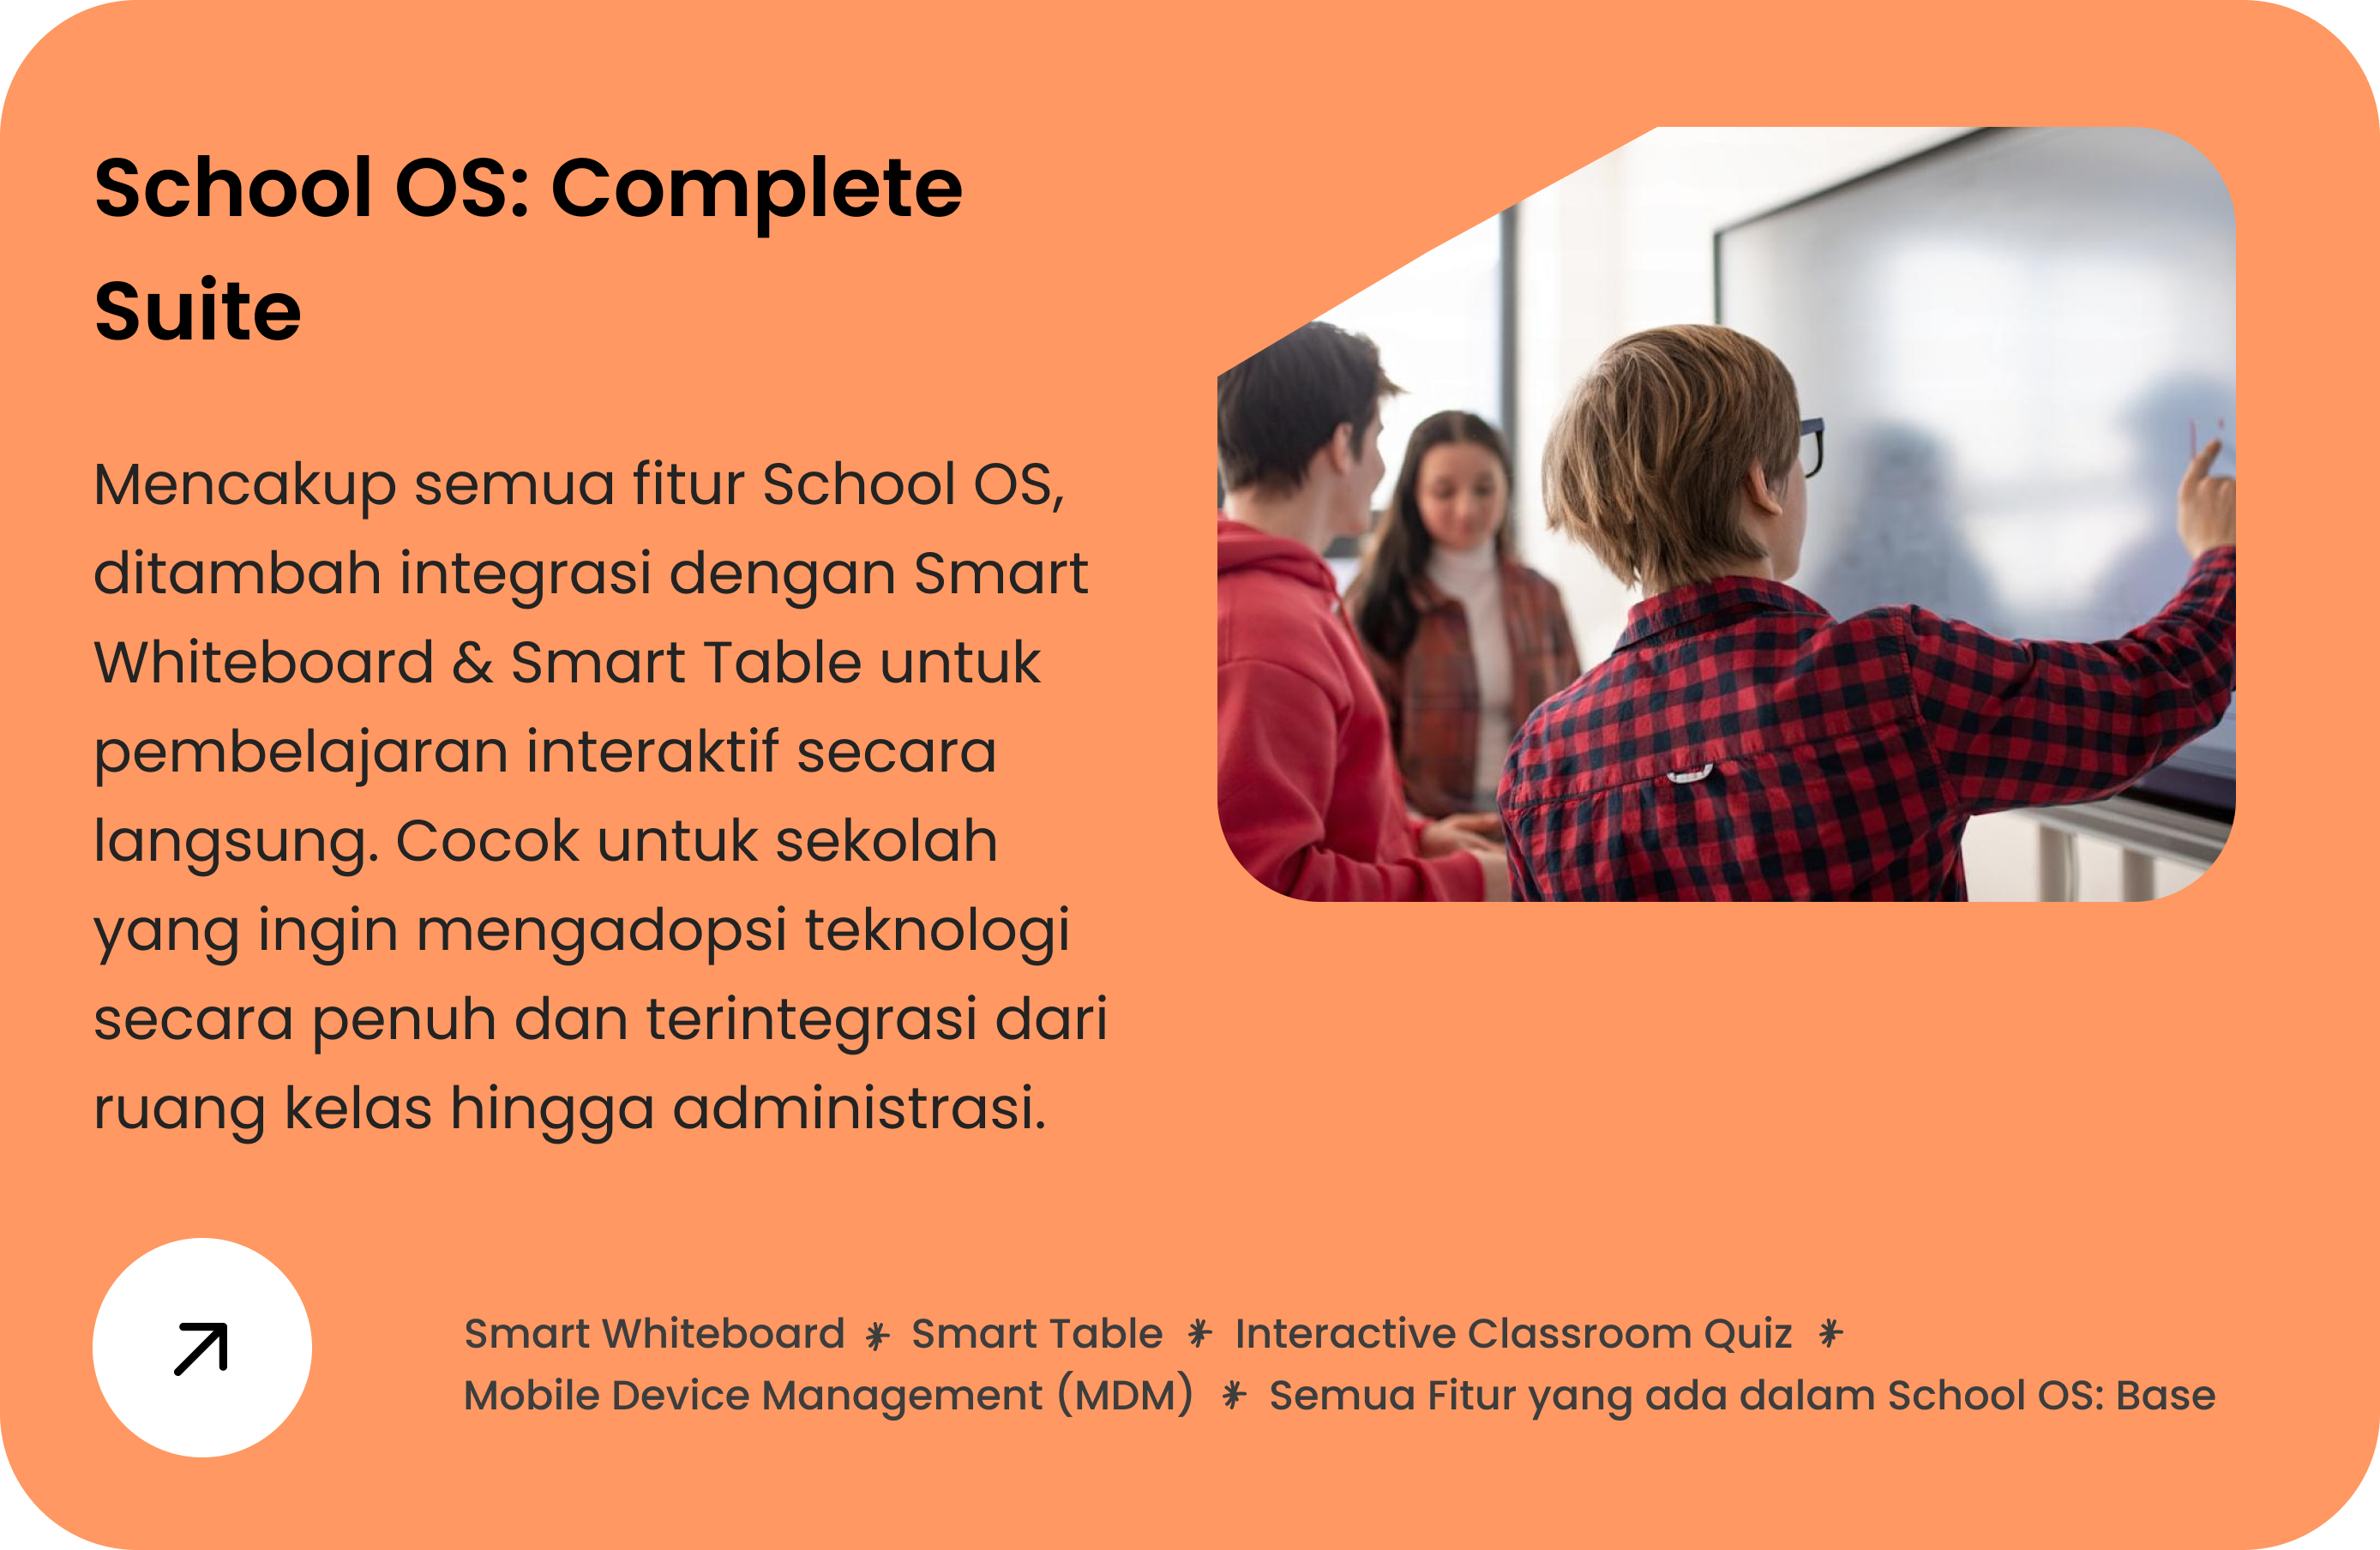 School OS: Complete
Suite
Mencakup semua fitur School OS,
ditambah integrasi dengan Smart
Whiteboard & Smart Table untuk
pembelajaran interaktif secara
langsung. Cocok untuk sekolah
yang ingin mengadopsi teknologi
secara penuh dan terintegrasi dari
ruang kelas hingga administrasi.
Smart Whiteboard * Smart Table * Interactive Classroom Quiz *
Mobile Device Management (MDM) * Semua Fitur yang ada dalam School OS: Base